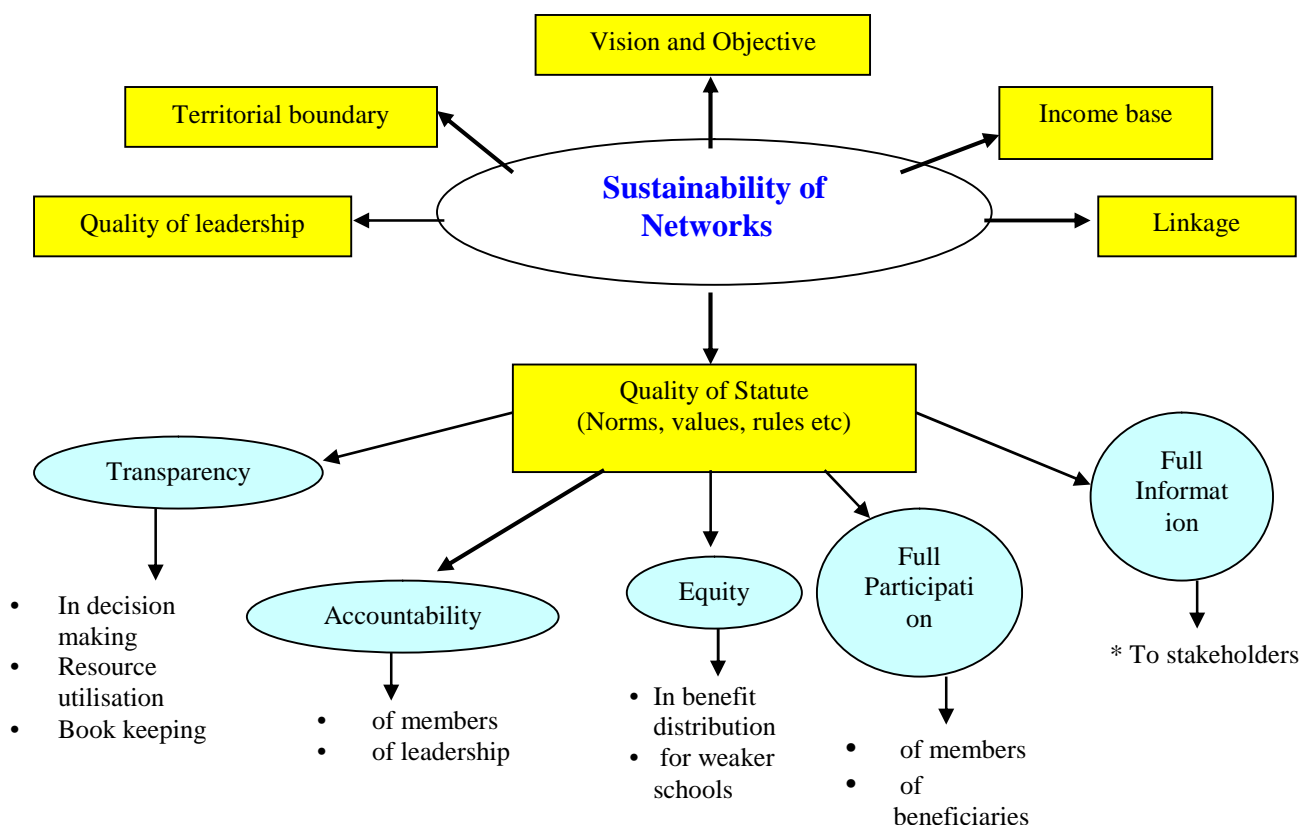 Vision and Objective
Territorial boundary
Income base
Sustainability of
Networks
Quality of leadership
Linkage
Quality of Statute
(Norms, values, rules etc)
Transparency
Full
Informat
ion
Accountability
Equity
Full
Participati
on
• In decision
making
• Resource
utilisation
• Book keeping
• of members
• of leadership
• In benefit
distribution
• for weaker
schools
• of members
• of
beneficiaries
* To stakeholders